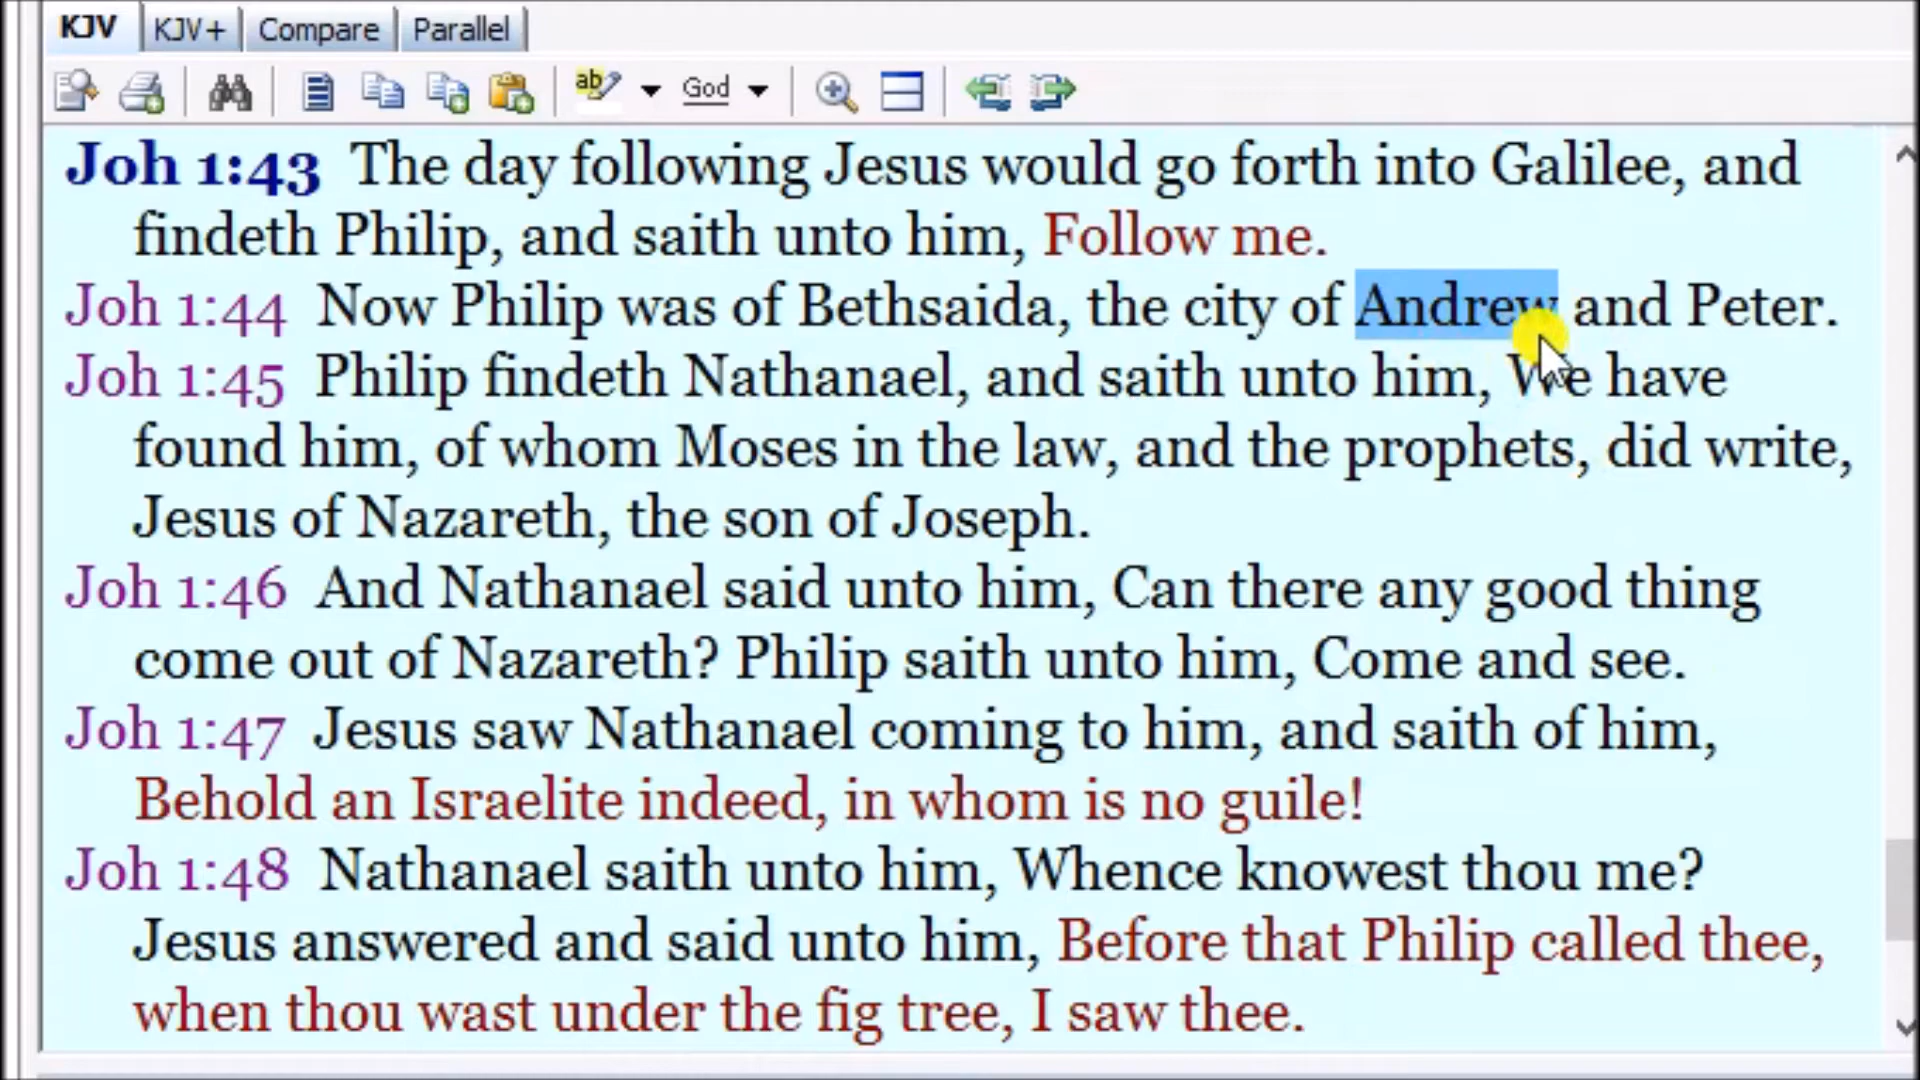 KJV KJV+ Compare Parallel
ab God
Joh 1:43 The day following Jesus would go forth into Galilee, and
findeth Philip, and saith unto him, Follow me.
Joh 1:44 Now Philip was of Bethsaida, the city of Andrew and Peter.
Joh 1:45 Philip findeth Nathanael, and saith unto him, We have
found him, of whom Moses in the law, and the prophets, did write,
Jesus of Nazareth, the son of Joseph.
Joh 1:46 And Nathanael said unto him, Can there any good thing
come out of Nazareth? Philip saith unto him, Come and see.
Joh 1:47 Jesus saw Nathanael coming to him, and saith of him,
Behold an Israelite indeed, in whom is no guile!
Joh 1:48 Nathanael saith unto him, Whence knowest thou me?
Jesus answered and said unto him, Before that Philip called thee,
when thou wast under the fig tree, I saw thee.